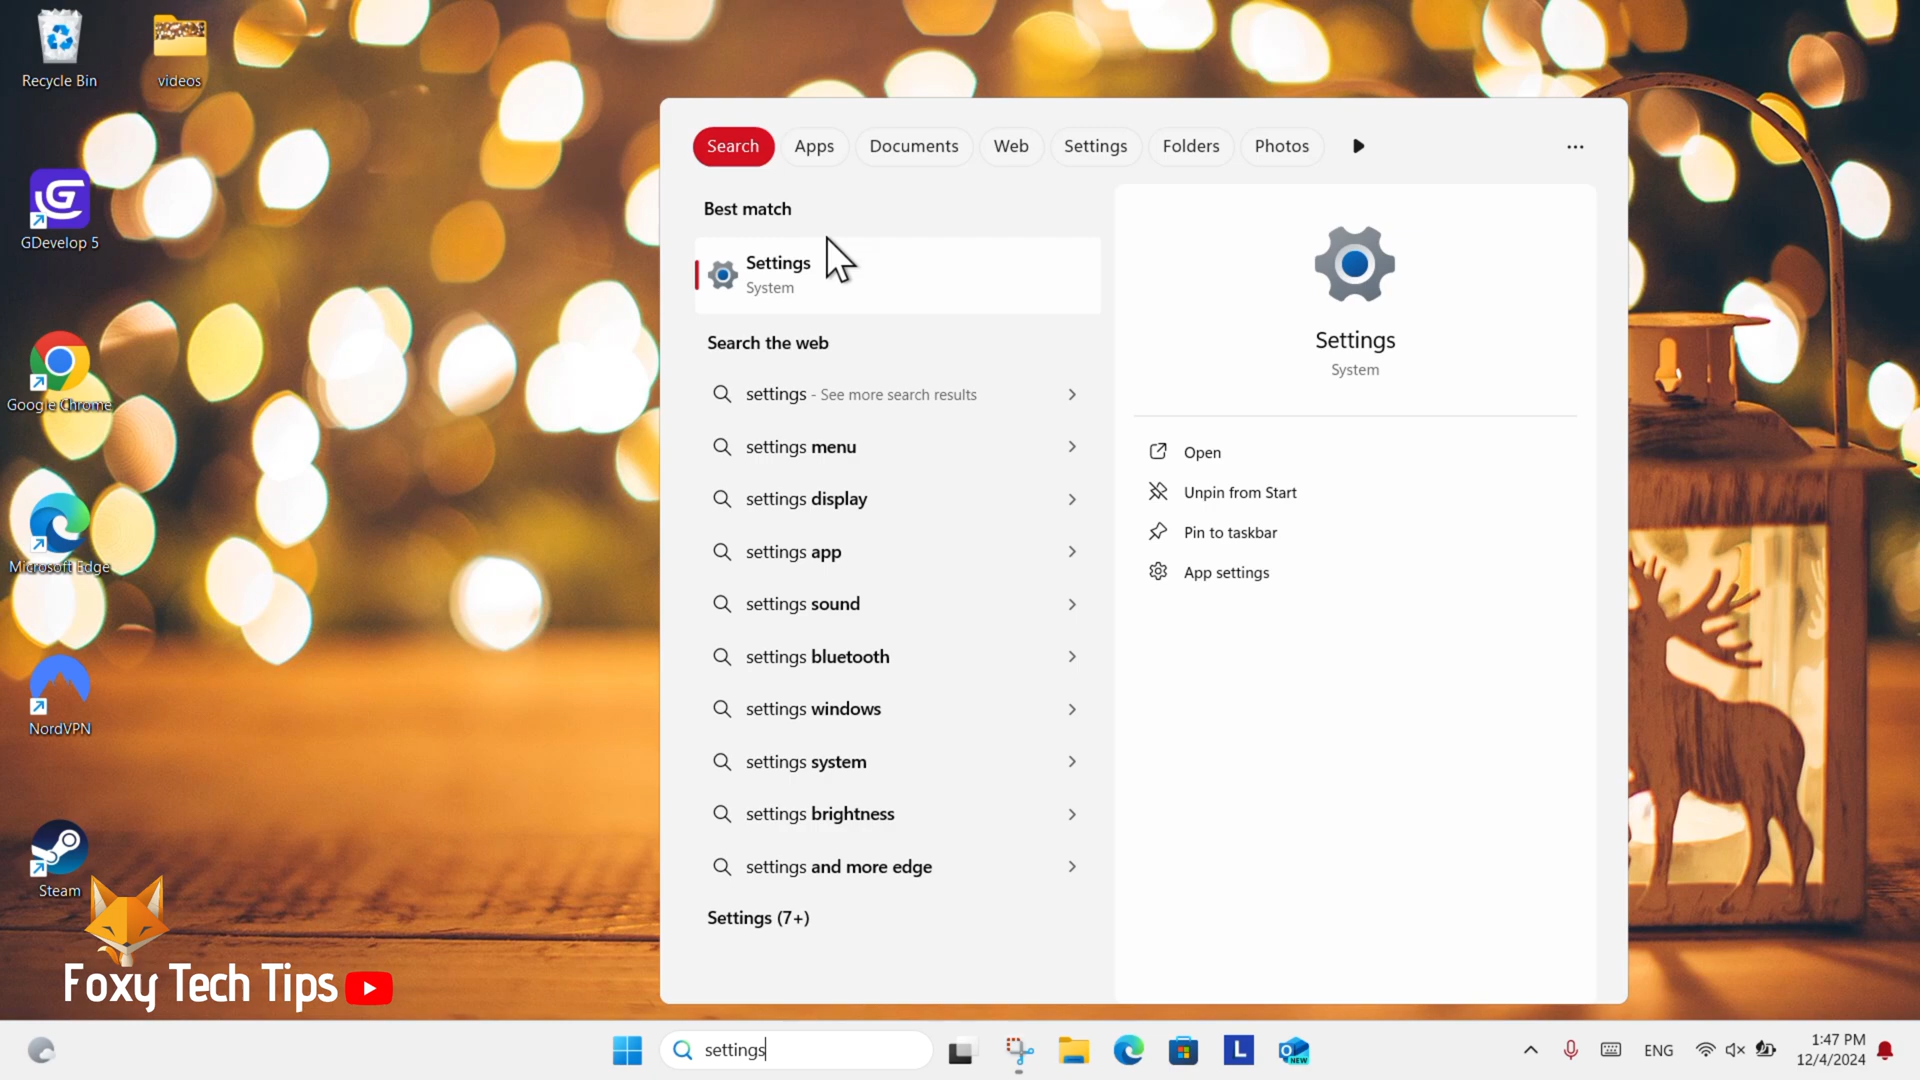 Recycle Bin
videos
GDevelop 5
Google Chrome
Microsoft Edge
NordVPN
Steam
Foxy Tech Tips
Search
Apps
Documents
Web
Settings
Folders
Photos
...
Best match
Settings
System
Search the web
settings - See more search results
settings menu
settings display
settings app
settings sound
settings bluetooth
settings windows
settings system
settings brightness
settings and more edge
Settings (7+)
Settings
System
Open
Unpin from Start
Pin to taskbar
App settings
settings
L
NEW
ENG
1:47 PM
12/4/2024